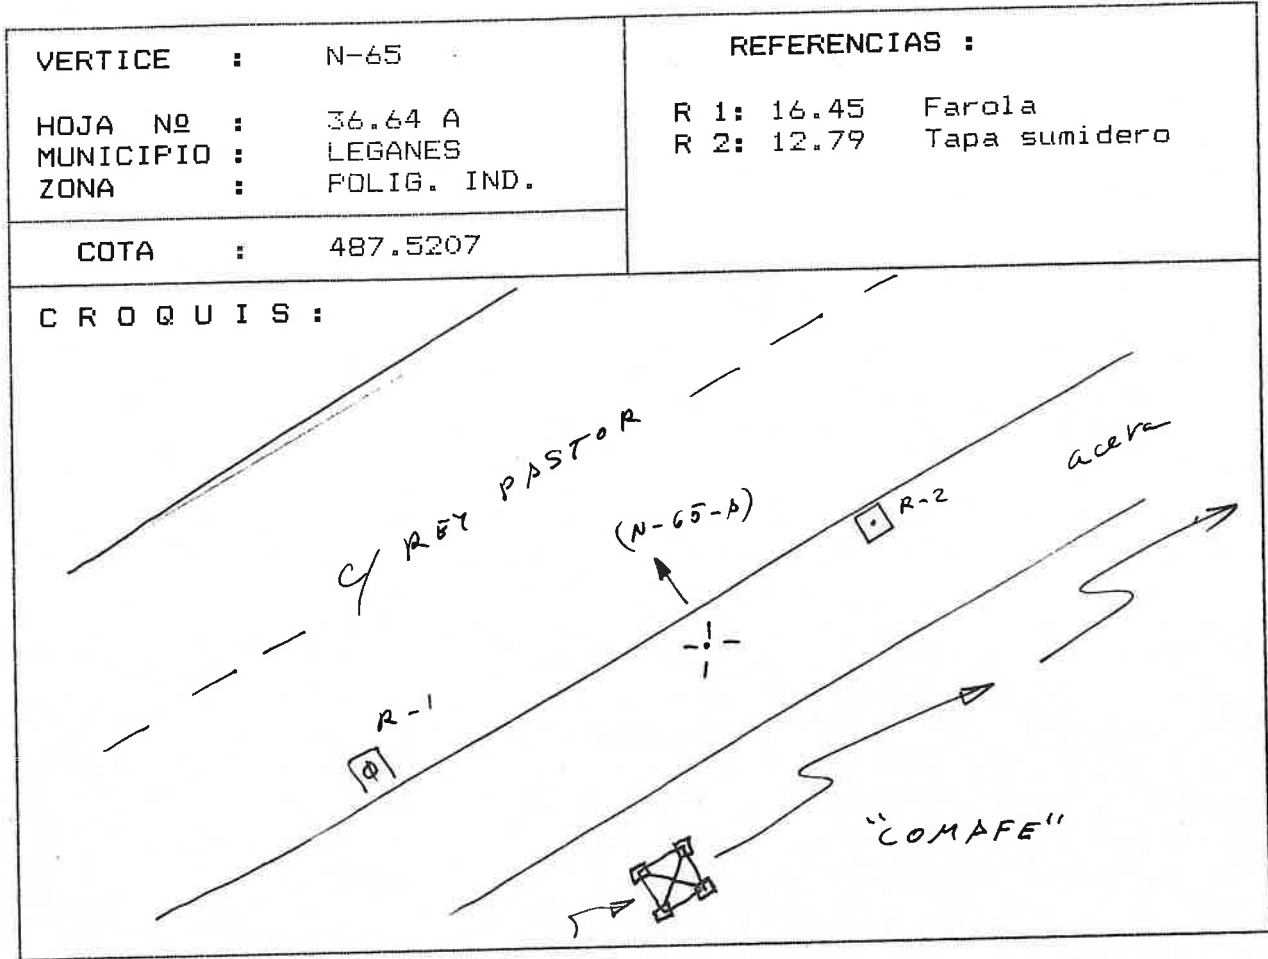 VERTICE : N-65
HOJA Nº : 36.64 A
MUNICIPIO : LEGANES
ZONA : POLIG. IND.
COTA : 487.5207
REFERENCIAS :
R 1: 16.45 Farola
R 2: 12.79 Tapa sumidero
CROQUIS:
C/ REY PASTOR
acera
(N-65-A)
R-2
R-1
"COMAFE"